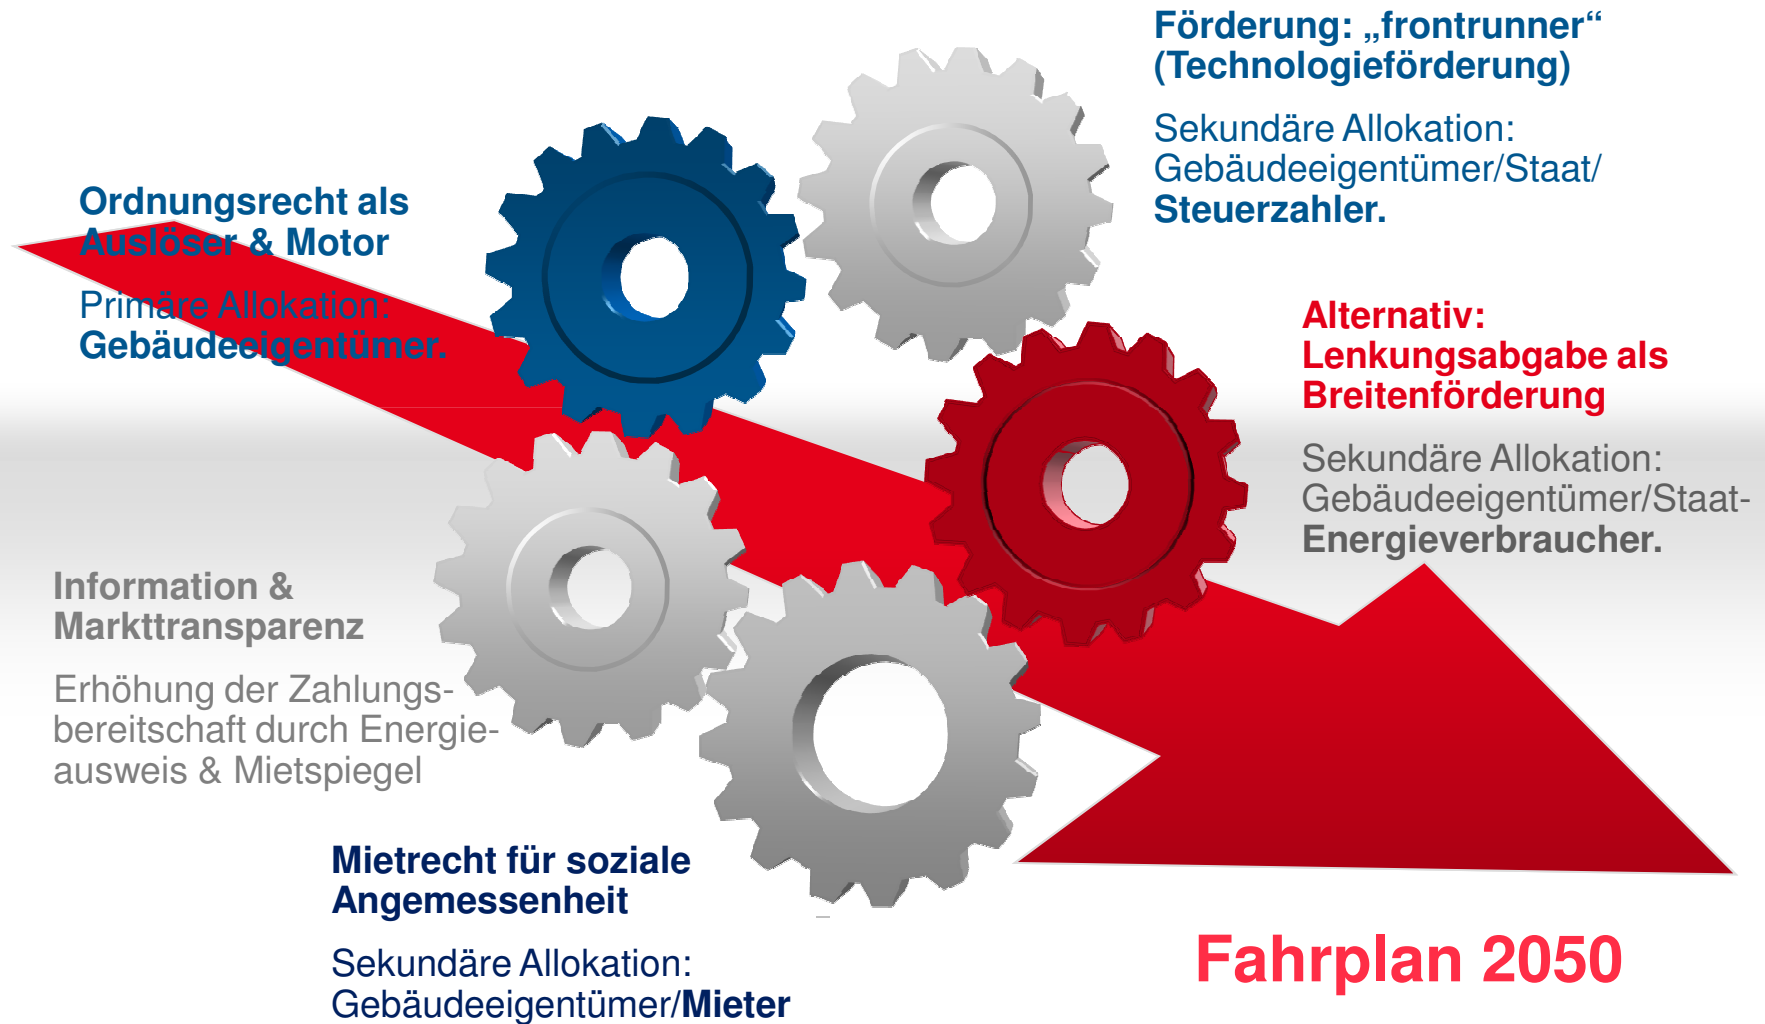 Förderung: „frontrunner“
(Technologieförderung)
Sekundäre Allokation:
Gebäudeeigentümer/Staat/
Steuerzahler.
Ordnungsrecht als
Auslöser & Motor
Primäre Allokation:
Gebäudeeigentümer.
Alternativ:
Lenkungsabgabe als
Breitenförderung
Sekundäre Allokation:
Gebäudeeigentümer/Staat-
Energieverbraucher.
Information &
Markttransparenz
Erhöhung der Zahlungs-
bereitschaft durch Energie-
ausweis & Mietspiegel
Mietrecht für soziale
Angemessenheit
Sekundäre Allokation:
Gebäudeeigentümer/Mieter
Fahrplan 2050